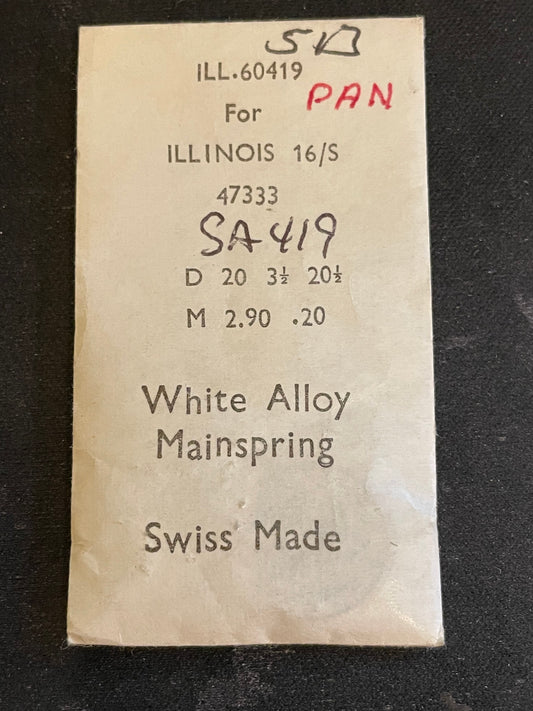 SB
ILL.60419
PAN
For
ILLINOIS 16/S
47333
SA419
D 20 3½ 20½
M 2.90 .20
White Alloy
Mainspring
Swiss Made